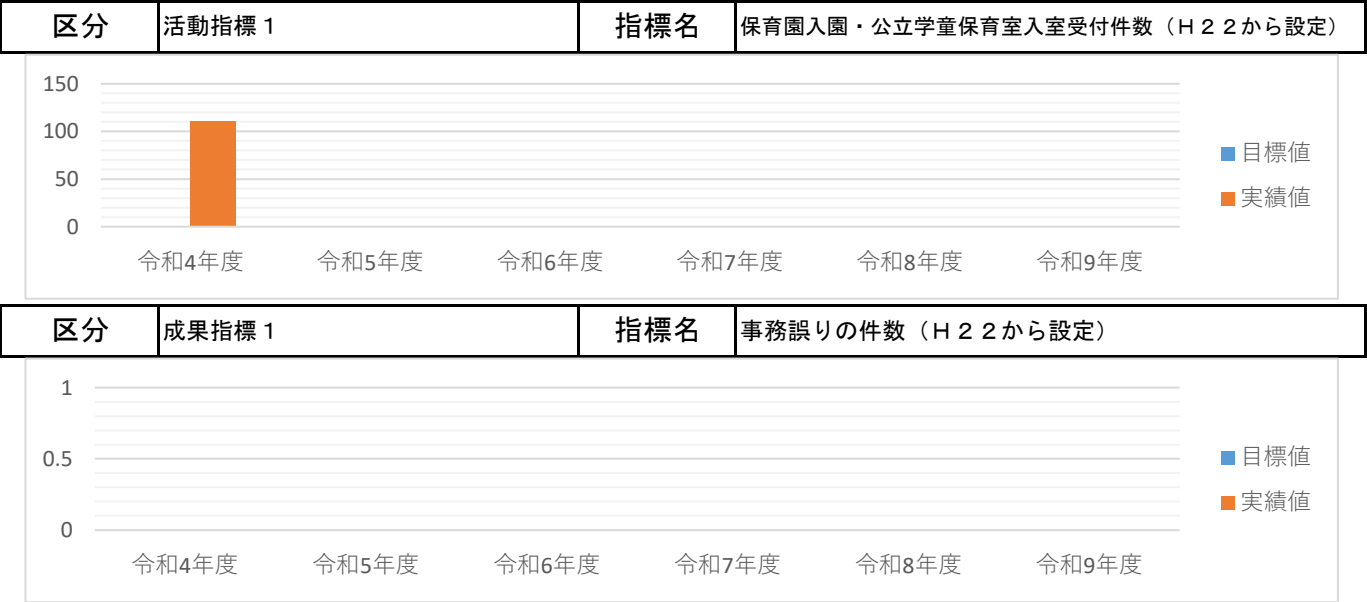 区分 活動指標１ 指標名 保育園入園・公立学童保育室入室受付件数（Ｈ２２から設定）
150
100
50
0
令和4年度 令和5年度 令和6年度 令和7年度 令和8年度 令和9年度
目標値
実績値
区分 成果指標１ 指標名 事務誤りの件数（Ｈ２２から設定）
1
0.5
0
令和4年度 令和5年度 令和6年度 令和7年度 令和8年度 令和9年度
目標値
実績値